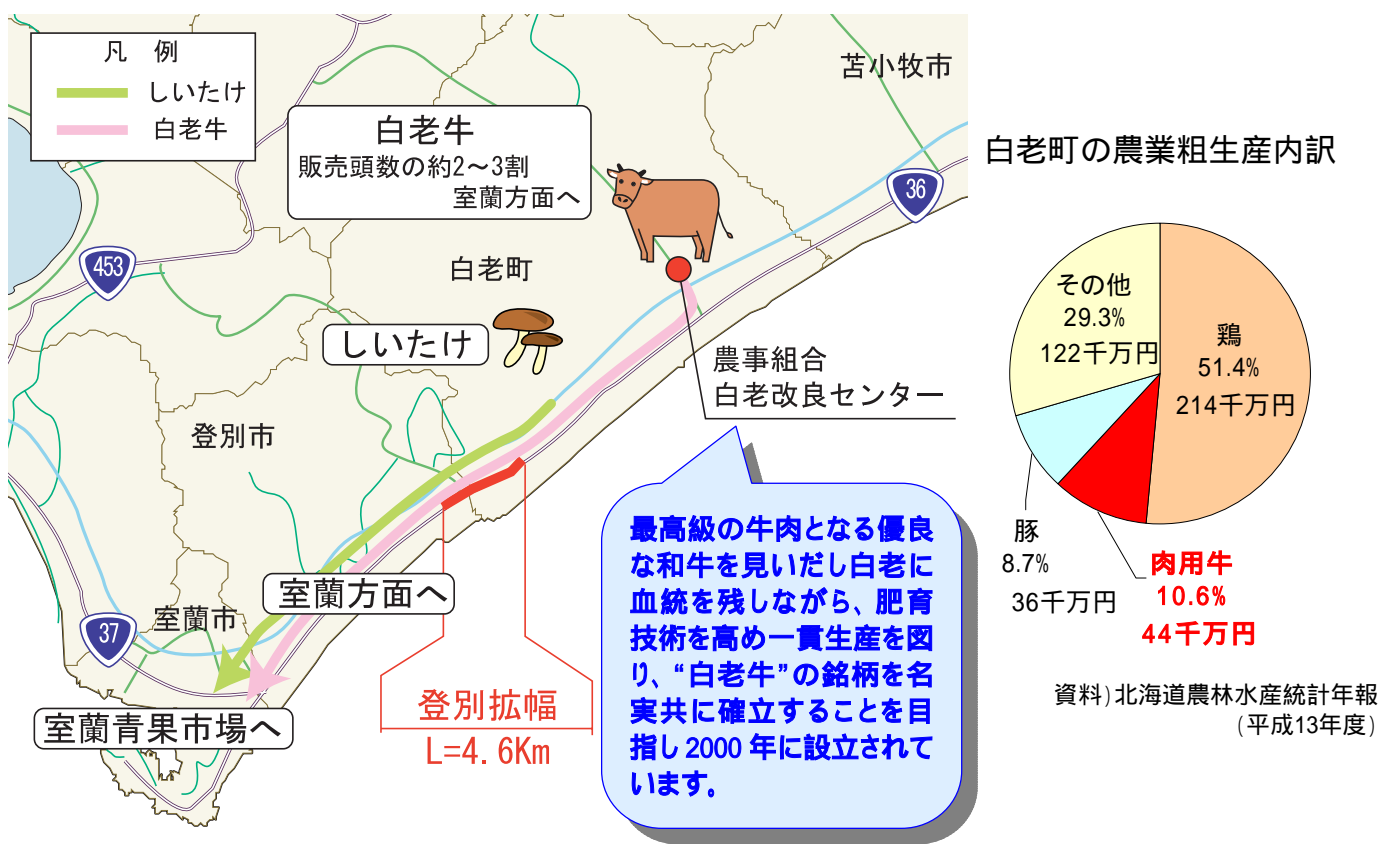 凡 例
しいたけ
白老牛
苫小牧市
白老牛
販売頭数の約2～3割
室蘭方面へ
36
453
白老町
しいたけ
農事組合
白老改良センター
登別市
室蘭方面へ
室蘭市
37
室蘭青果市場へ
登別拡幅
L=4.6Km
最高級の牛肉となる優良
な和牛を見いだし白老に
血統を残しながら、肥育
技術を高め一貫生産を図
り、“白老牛”の銘柄を名
実共に確立することを目
指し2000年に設立されて
います。
白老町の農業粗生産内訳
その他
29.3%
122千万円
鶏
51.4%
214千万円
豚
8.7%
36千万円
肉用牛
10.6%
44千万円
資料)北海道農林水産統計年報
(平成13年度)